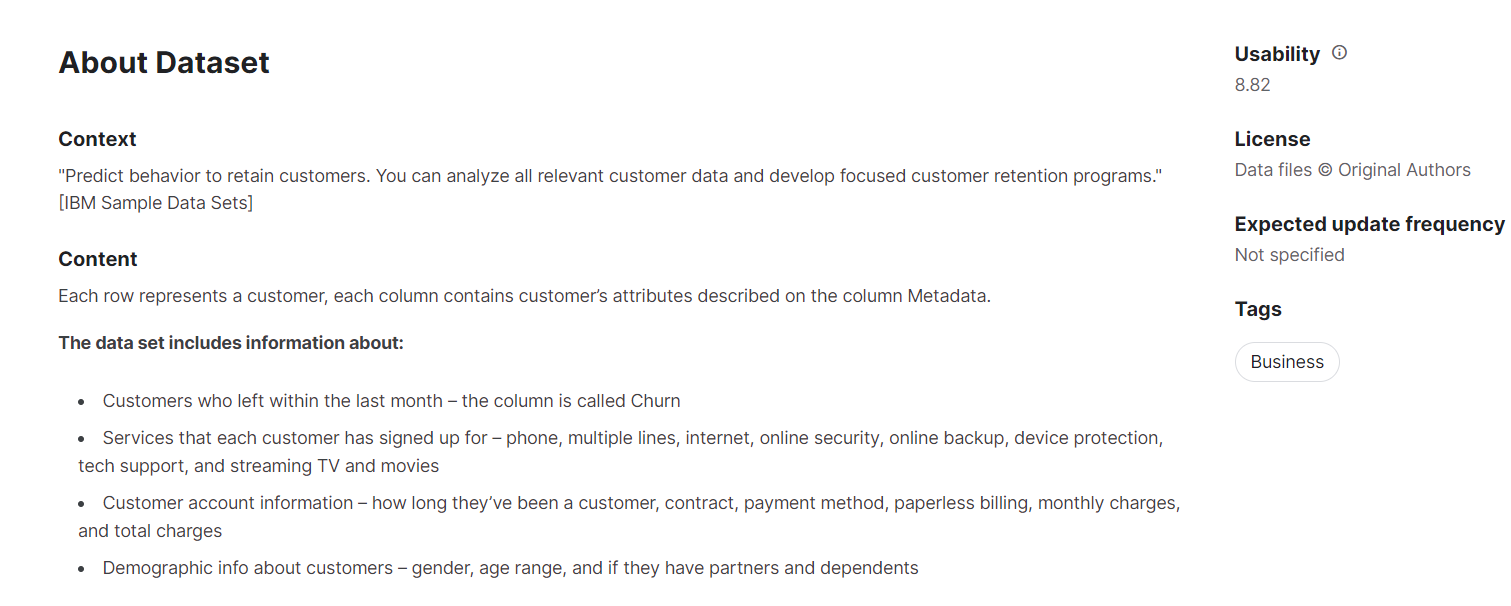 About Dataset
Context
"Predict behavior to retain customers. You can analyze all relevant customer data and develop focused customer retention programs."
[IBM Sample Data Sets]
Content
Each row represents a customer, each column contains customer’s attributes described on the column Metadata.
The data set includes information about:
• Customers who left within the last month – the column is called Churn
• Services that each customer has signed up for – phone, multiple lines, internet, online security, online backup, device protection,
tech support, and streaming TV and movies
• Customer account information – how long they’ve been a customer, contract, payment method, paperless billing, monthly charges,
and total charges
• Demographic info about customers – gender, age range, and if they have partners and dependents
Usability
8.82
License
Data files © Original Authors
Expected update frequency
Not specified
Tags
Business